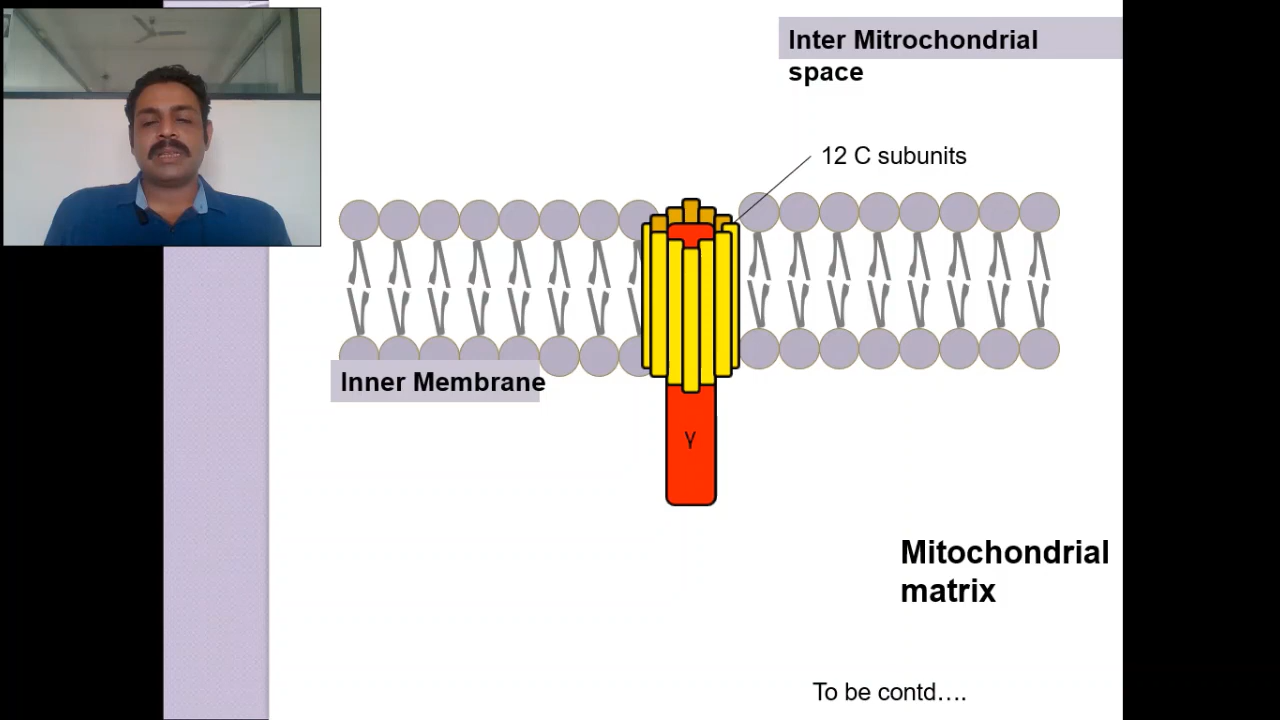 Inter Mitrochondrial
space
12 C subunits
Inner Membrane
γ
Mitochondrial
matrix
To be contd….